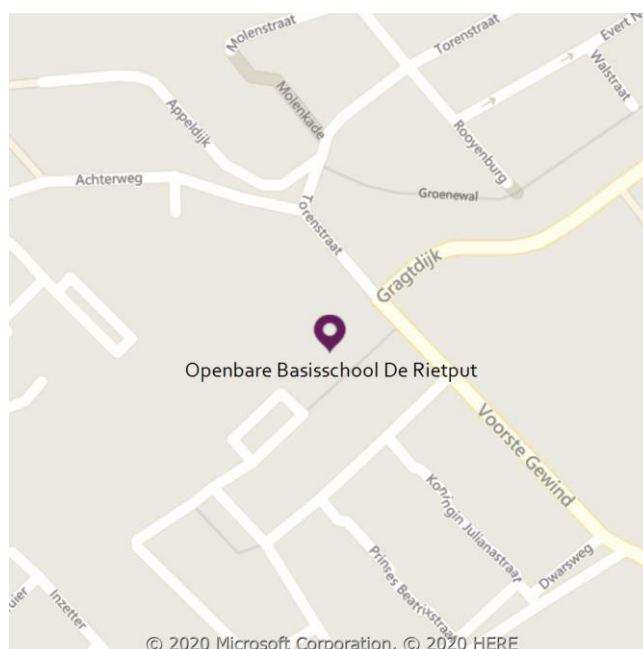 Molenstraat
Torenstraat
Evert N
Walstraat
Molenkade
Appeldijk
Rooyenburg
Achterweg
Groenewal
Torenstraat
Gragtdijk
Openbare Basisschool De Rietput
Voorste Gewind
Koningin Julianastraat
Prinses Beatrixstraat
Dwarsweg
Inzetter
uier
© 2020 Microsoft Corporation, © 2020 HERE